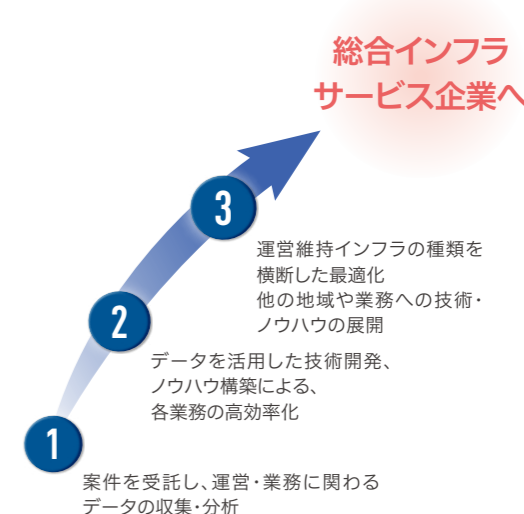 総合インフラ
サービス企業へ
3
運営維持インフラの種類を
横断した最適化
他の地域や業務への技術・
ノウハウの展開
2
データを活用した技術開発、
ノウハウ構築による、
各業務の高効率化
1
案件を受託し、運営・業務に関わる
データの収集・分析